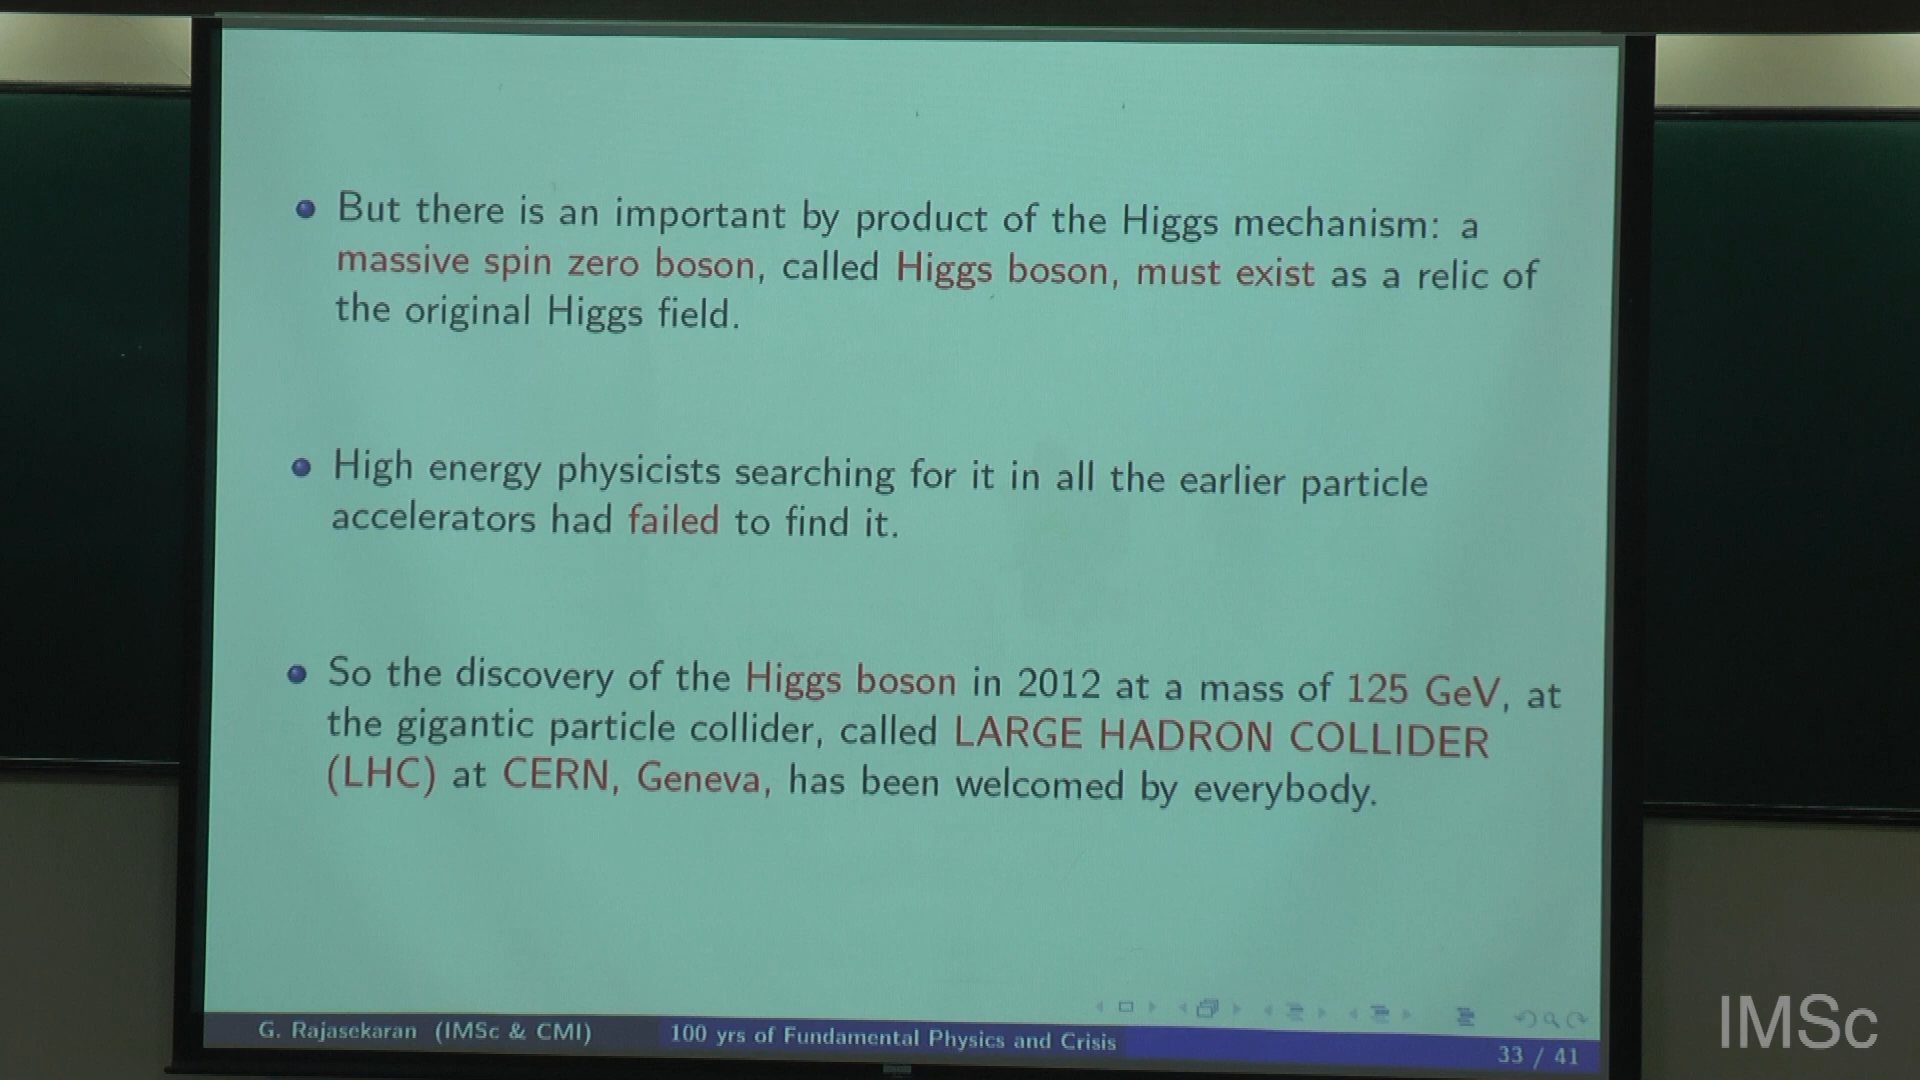 But there is an important by product of the Higgs mechanism: a
massive spin zero boson, called Higgs boson, must exist as a relic of
the original Higgs field.
High energy physicists searching for it in all the earlier particle
accelerators had failed to find it.
So the discovery of the Higgs boson in 2012 at a mass of 125 GeV, at
the gigantic particle collider, called LARGE HADRON COLLIDER
(LHC) at CERN, Geneva, has been welcomed by everybody.
G. Rajasekaran (IMSc & CMI) 100 yrs of Fundamental Physics and Crisis 33 / 41
IMSc